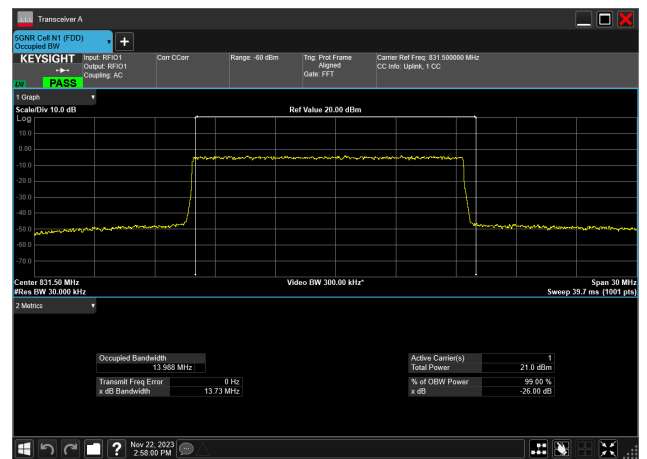 Transceiver A
5GNR Cell N1 (FDD)
Occupied BW
KEYSIGHT
PASS
Input: RFIO1
Output: RFIO1
Coupling: AC
Corr CCorr
Range: -60 dBm
Trig: Prot Frame
Aligned
Gate: FFT
Carrier Ref Freq: 831.500000 MHz
CC Info: Uplink, 1 CC
1 Graph
Scale/Div 10.0 dB
Ref Value 20.00 dBm
Log
10.0
0.00
-10.0
-20.0
-30.0
-40.0
-50.0
-60.0
-70.0
Center 831.50 MHz
Video BW 300.00 kHz*
Span 30 MHz
#Res BW 30.000 kHz
Sweep 39.7 ms (1001 pts)
2 Metrics
Occupied Bandwidth
13.988 MHz
Transmit Freq Error 0 Hz
x dB Bandwidth 13.73 MHz
Active Carrier(s) 1
Total Power 21.0 dBm
% of OBW Power 99.00 %
x dB -26.00 dB
Nov 22, 2023
2:58:00 PM